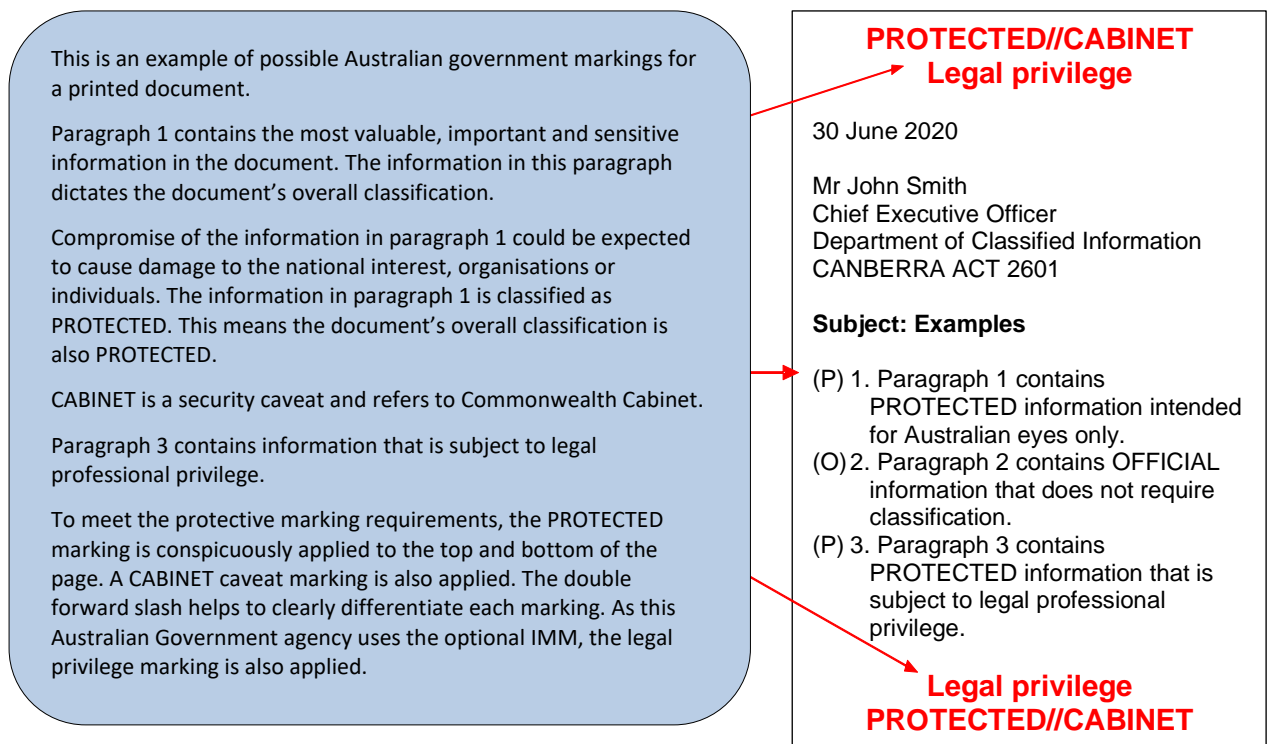 This is an example of possible Australian government markings for
a printed document.
Paragraph 1 contains the most valuable, important and sensitive
information in the document. The information in this paragraph
dictates the document’s overall classification.
Compromise of the information in paragraph 1 could be expected
to cause damage to the national interest, organisations or
individuals. The information in paragraph 1 is classified as
PROTECTED. This means the document’s overall classification is
also PROTECTED.
CABINET is a security caveat and refers to Commonwealth Cabinet.
Paragraph 3 contains information that is subject to legal
professional privilege.
To meet the protective marking requirements, the PROTECTED
marking is conspicuously applied to the top and bottom of the
page. A CABINET caveat marking is also applied. The double
forward slash helps to clearly differentiate each marking. As this
Australian Government agency uses the optional IMM, the legal
privilege marking is also applied.
PROTECTED//CABINET
Legal privilege
30 June 2020
Mr John Smith
Chief Executive Officer
Department of Classified Information
CANBERRA ACT 2601
Subject: Examples
(P) 1. Paragraph 1 contains
PROTECTED information intended
for Australian eyes only.
(O) 2. Paragraph 2 contains OFFICIAL
information that does not require
classification.
(P) 3. Paragraph 3 contains
PROTECTED information that is
subject to legal professional
privilege.
Legal privilege
PROTECTED//CABINET